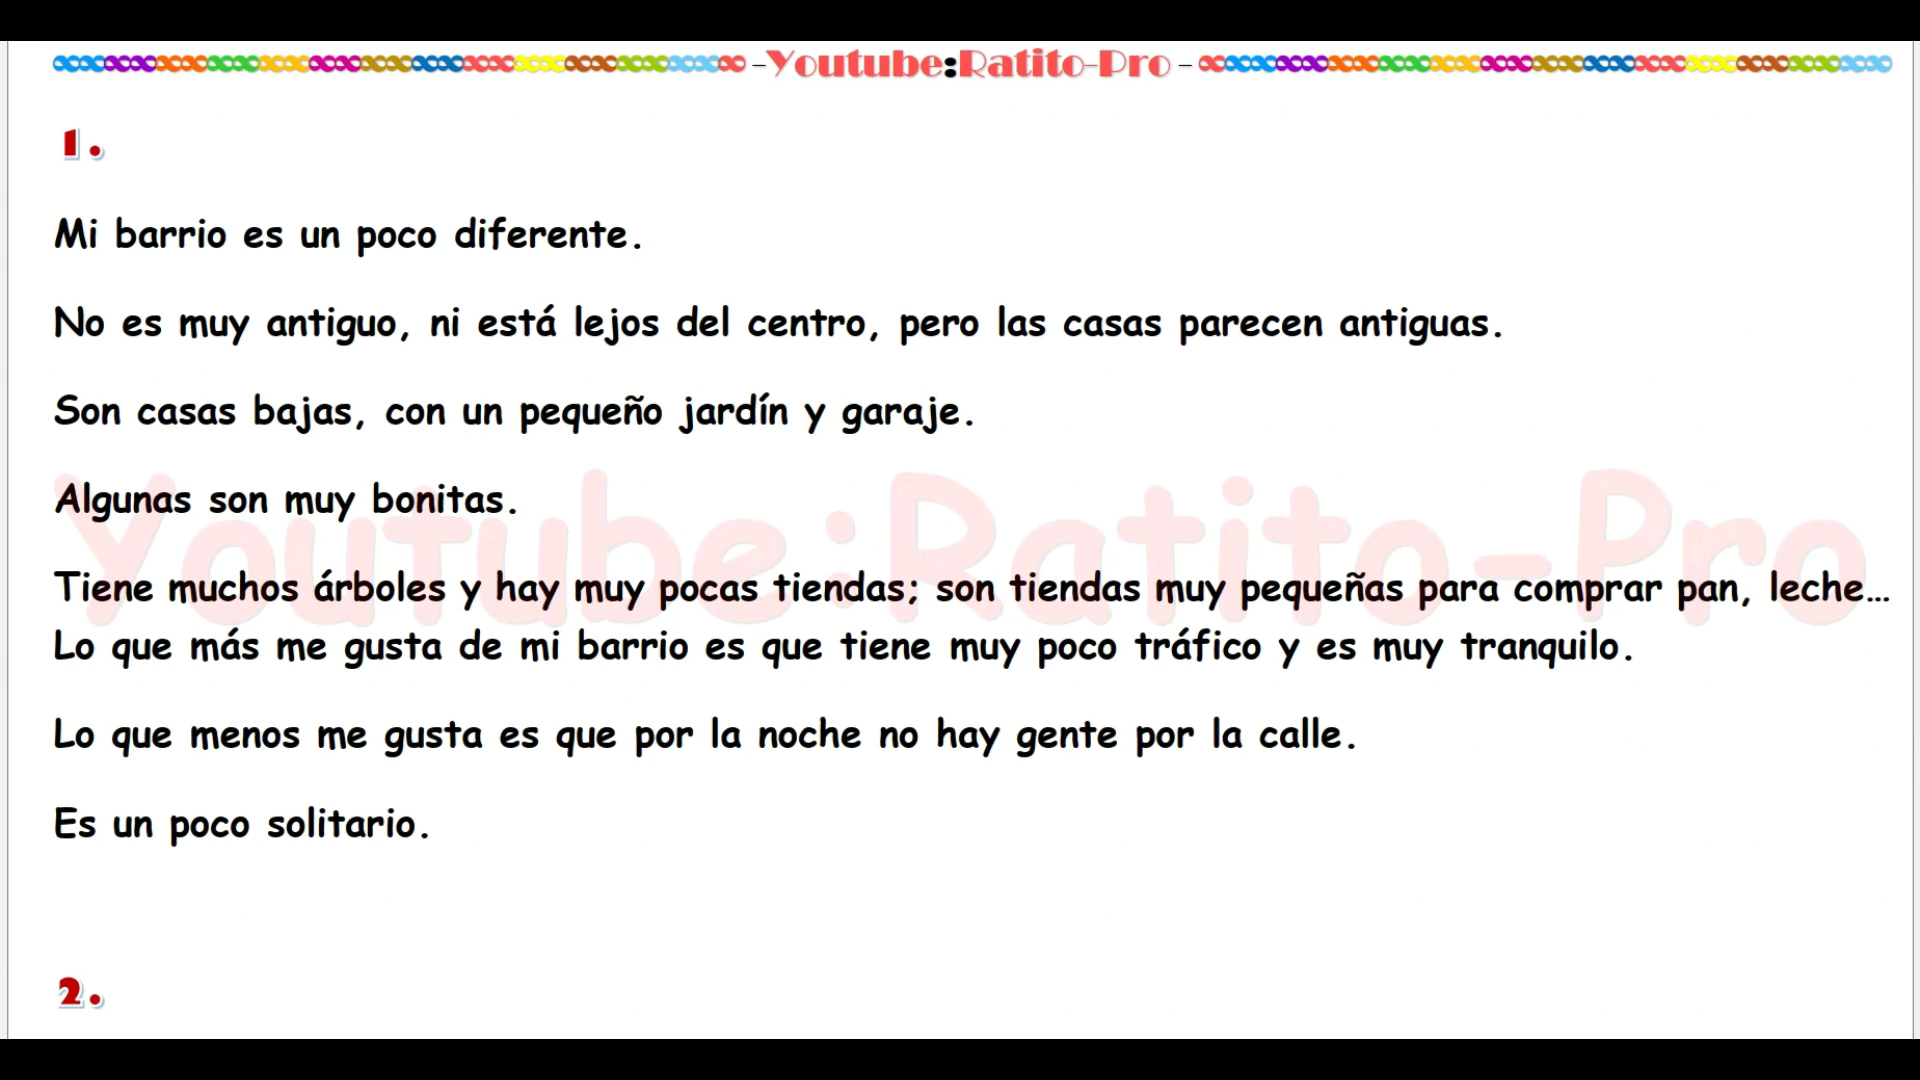 -Youtube:Ratito-Pro -
1.
Mi barrio es un poco diferente.
No es muy antiguo, ni está lejos del centro, pero las casas parecen antiguas.
Son casas bajas, con un pequeño jardín y garaje.
Algunas son muy bonitas.
Youtube:Ratito-Pro
Tiene muchos árboles y hay muy pocas tiendas; son tiendas muy pequeñas para comprar pan, leche...
Lo que más me gusta de mi barrio es que tiene muy poco tráfico y es muy tranquilo.
Lo que menos me gusta es que por la noche no hay gente por la calle.
Es un poco solitario.
2.